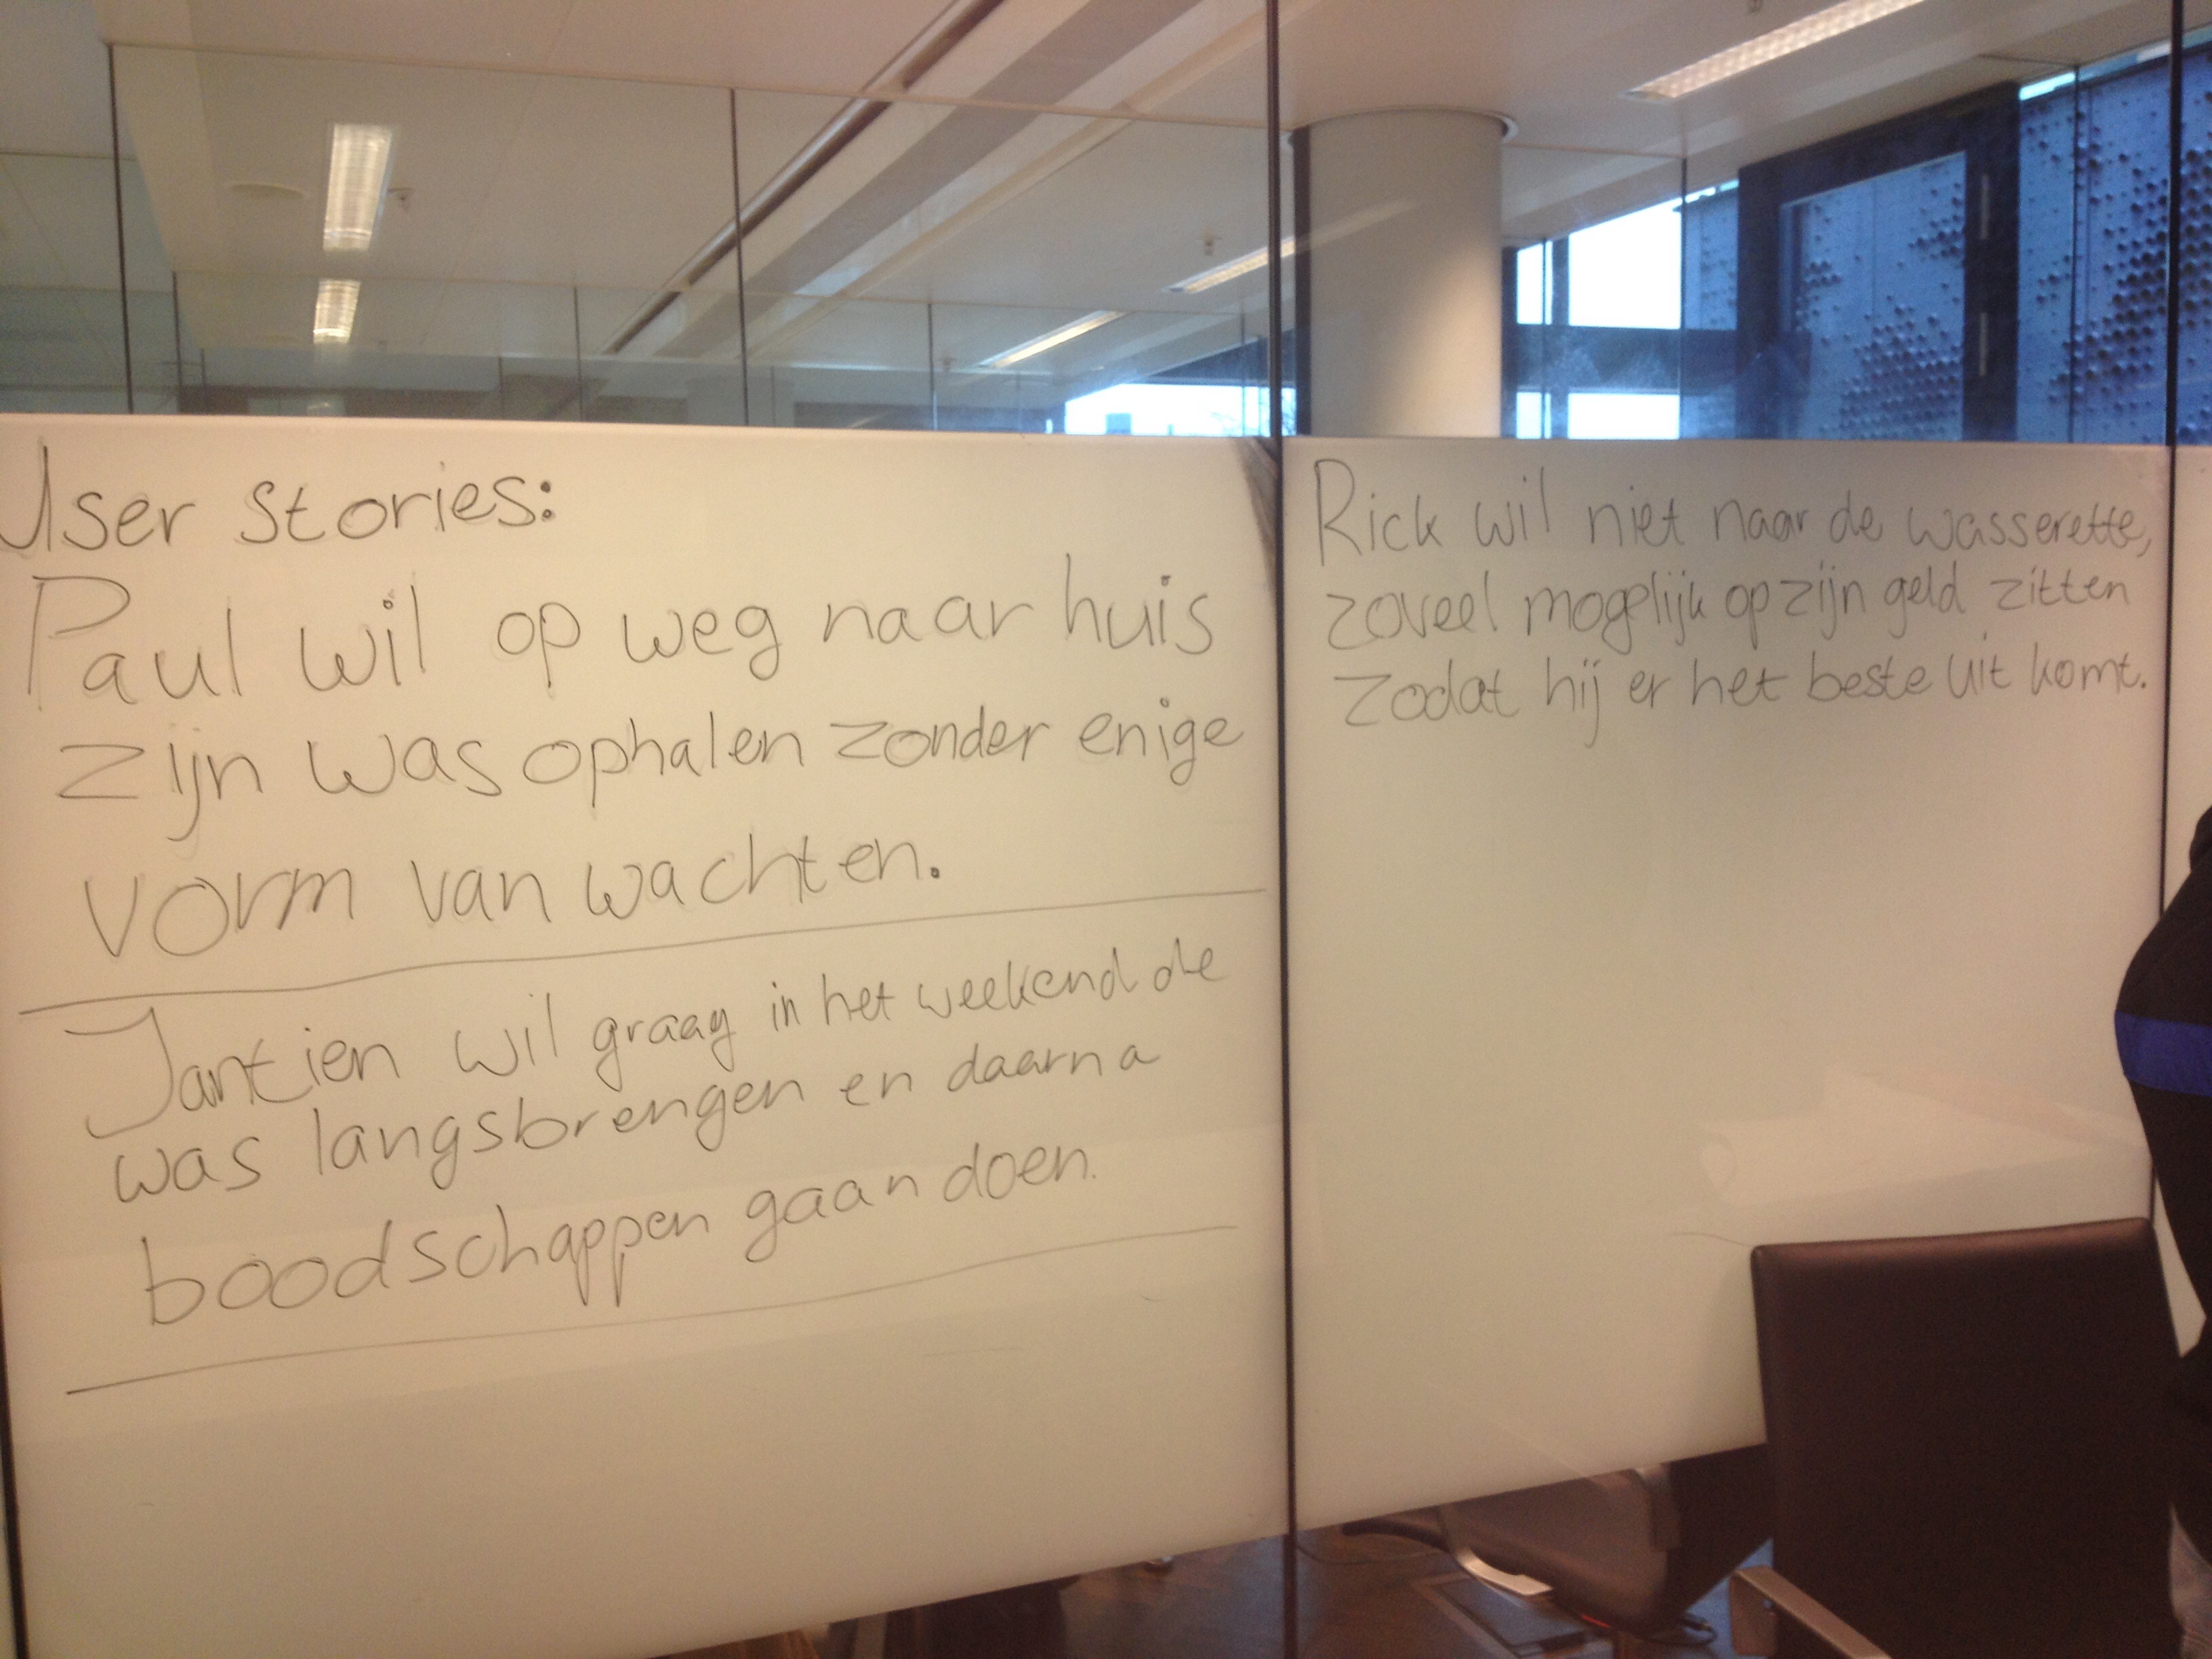 User Stories:
Paul wil op weg naar huis
zijn was ophalen zonder enige
vorm van wachten.
Jantien wil graag in het weekend de
was langsbrengen en daarna
boodschappen gaan doen.
Rick wil niet naar de wasserette,
zoveel mogelijk op zijn geld zitten
zodat hij er het beste uit komt.